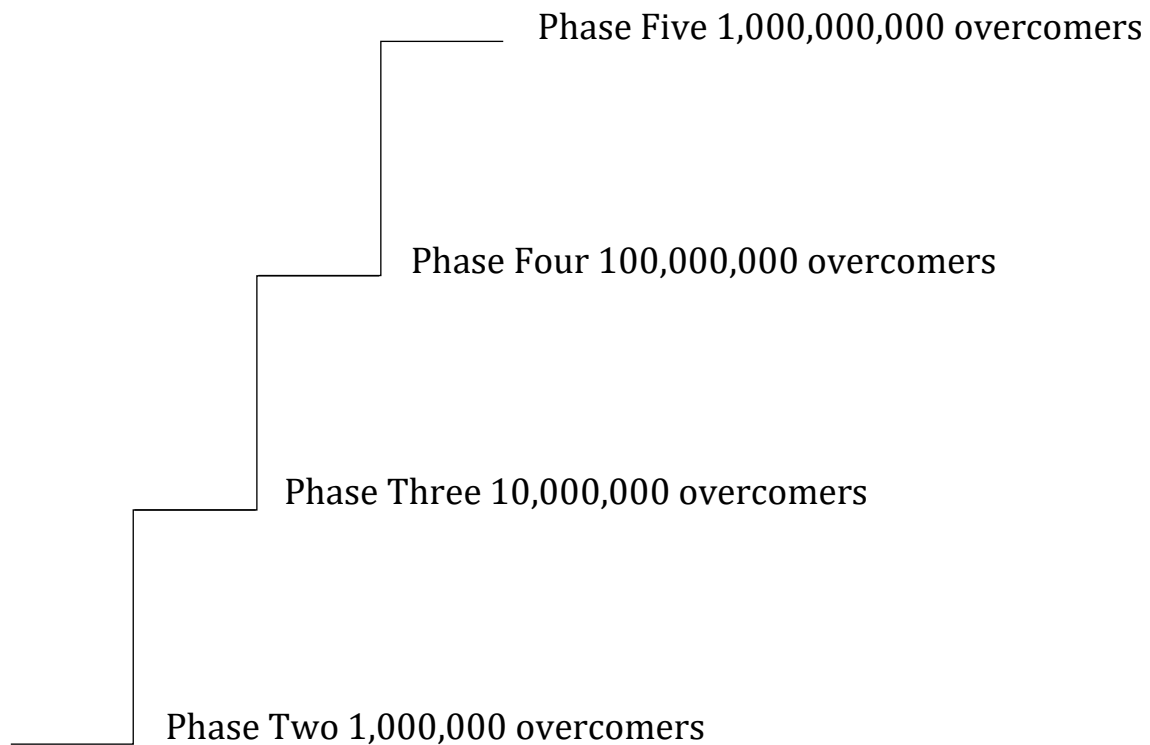 Phase Five 1,000,000,000 overcomers
Phase Four 100,000,000 overcomers
Phase Three 10,000,000 overcomers
Phase Two 1,000,000 overcomers